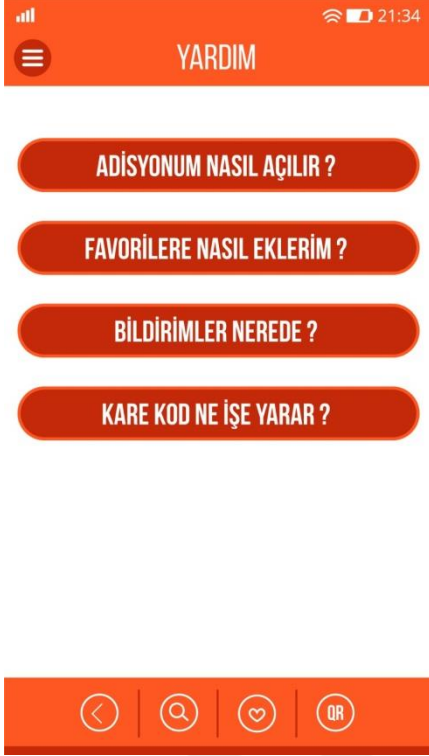 21:34
YARDIM
ADİSYONUM NASIL AÇILIR ?
FAVORİLERE NASIL EKLERİM ?
BİLDİRİMLER NEREDE ?
KARE KOD NE İŞE YARAR ?
QR